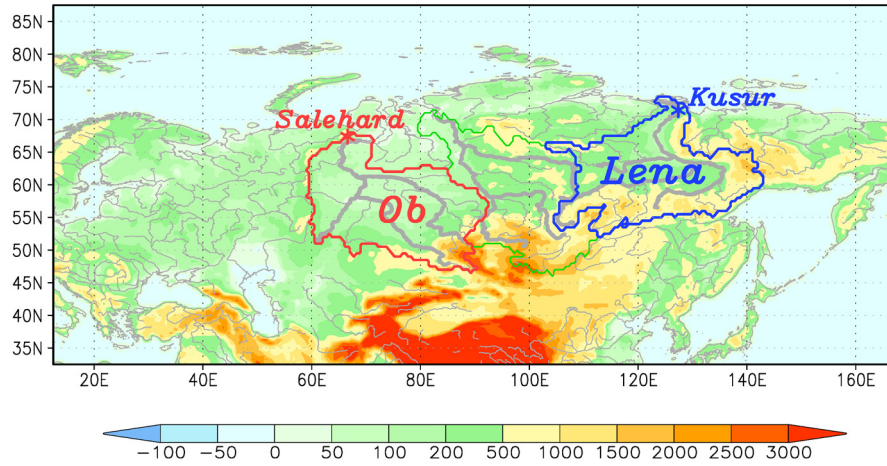 85N
80N
75N
70N
65N
60N
55N
50N
45N
40N
35N
Kusur
Salehard
Lena
Ob
20E 40E 60E 80E 100E 120E 140E 160E
−100 −50 0 50 100 200 500 1000 1500 2000 2500 3000